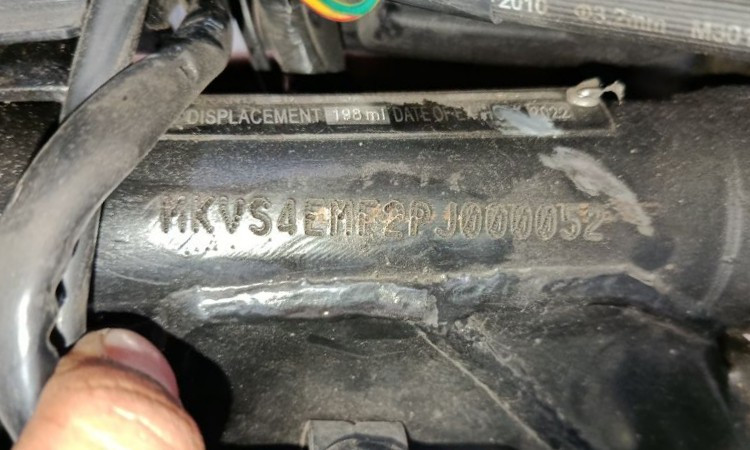 2010 Φ3.2mm M301
DISPLACEMENT 198 ml DATE OF 2022
MKVS4EMF2PJ000052